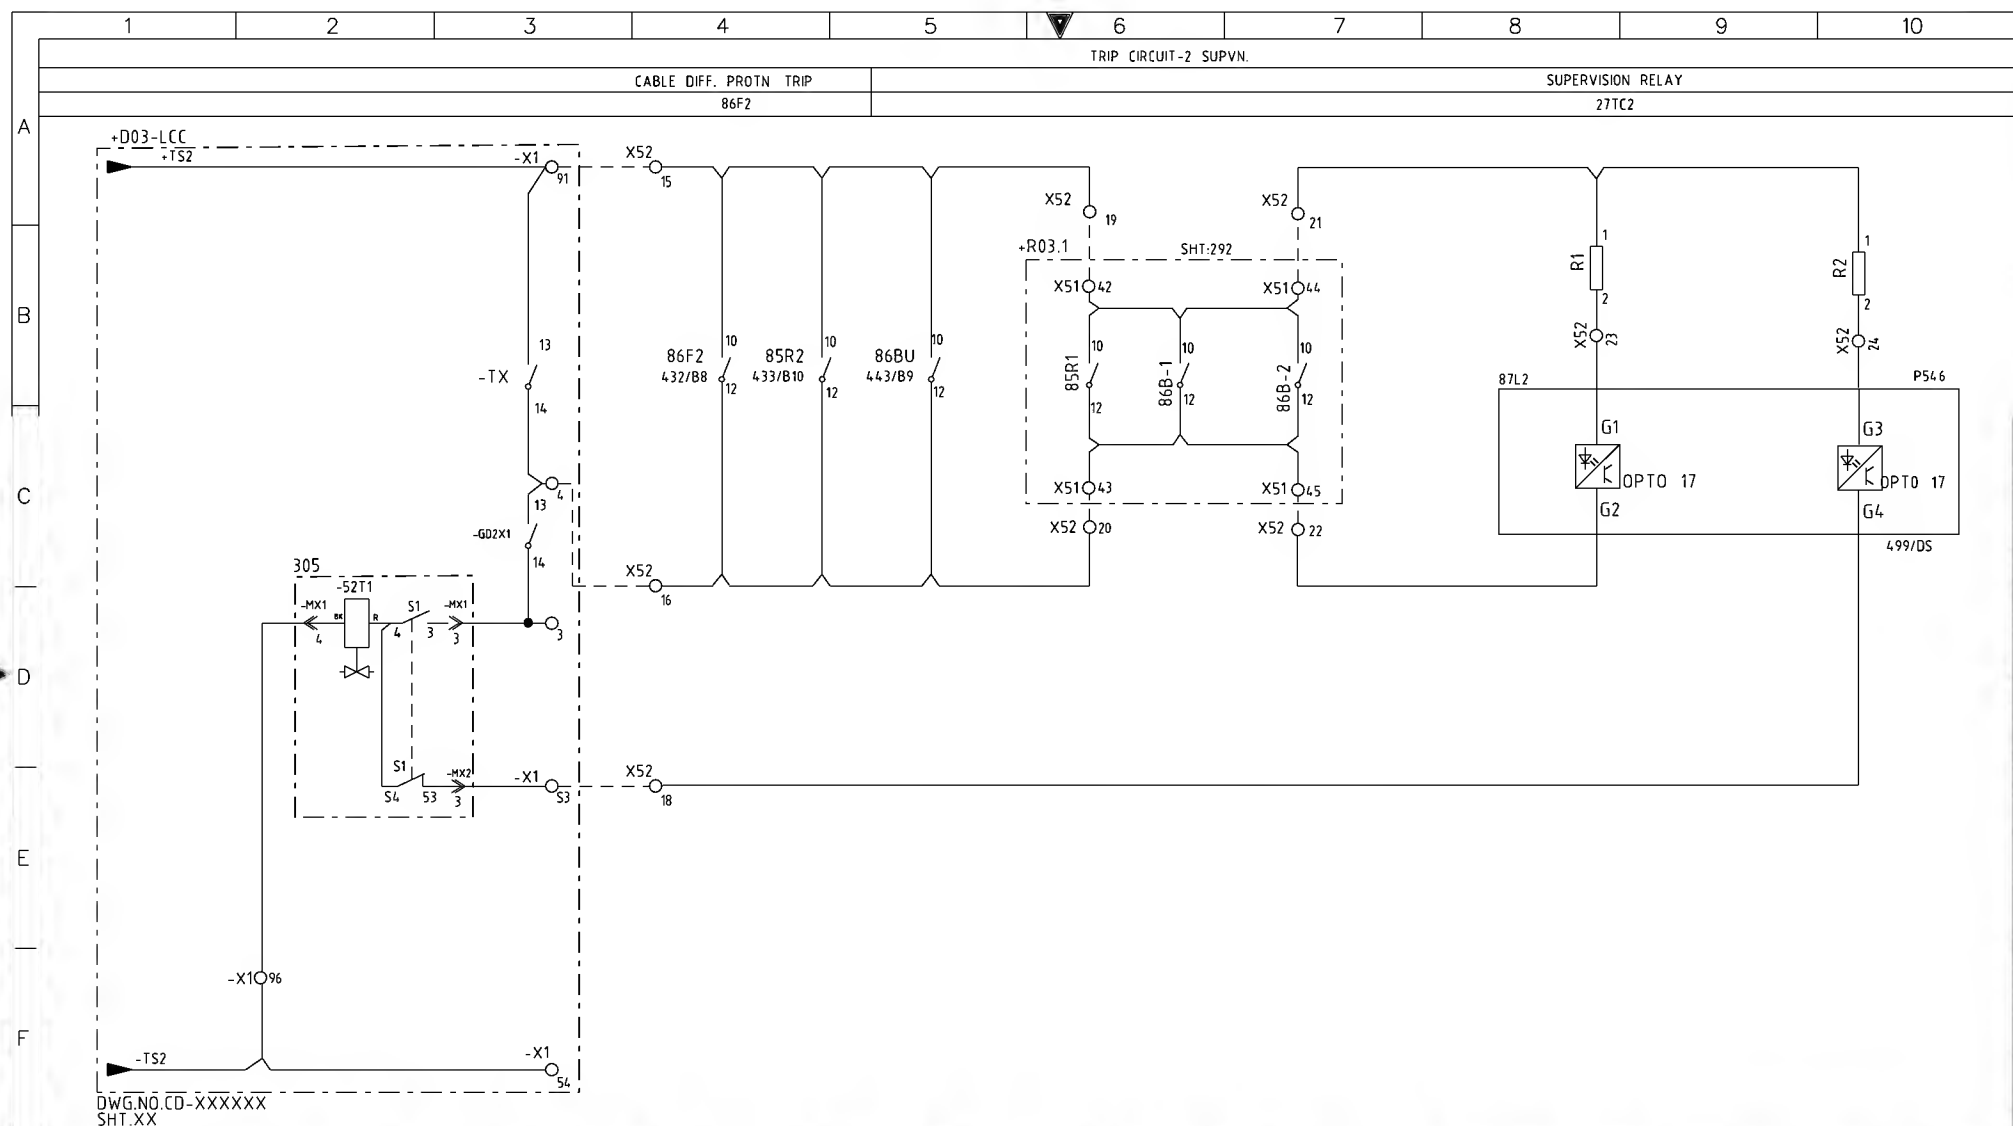 1 2 3 4 5 6 7 8 9 10
TRIP CIRCUIT-2 SUPVN.
CABLE DIFF. PROTN TRIP SUPERVISION RELAY
86F2 27TC2
A
B
C
D
E
F
+D03-LCC
+TS2
-X1
91
X52
15
X52
19
X52
21
+R03.1
SHT:292
X51 42
X51 44
R1
1
2
R2
1
2
X52
23
X52
24
13
-TX
14
86F2
432/B8
10
12
85R2
433/B10
10
12
86BU
443/B9
10
12
85R1
10
12
86B-1
10
12
86B-2
10
12
87L2
P546
G1
OPTO 17
G2
G3
OPTO 17
G4
499/DS
4
13
-GD2X1
14
X51 43
X51 45
X52 20
X52 22
X52
16
305
-52T1
-MX1
4
BK
R
S1
4
3
-MX1
3
3
S1
S4
53
-MX2
3
-X1
S3
X52
18
-X1 96
-TS2
-X1
54
DWG.NO.CD-XXXXXX
SHT.XX